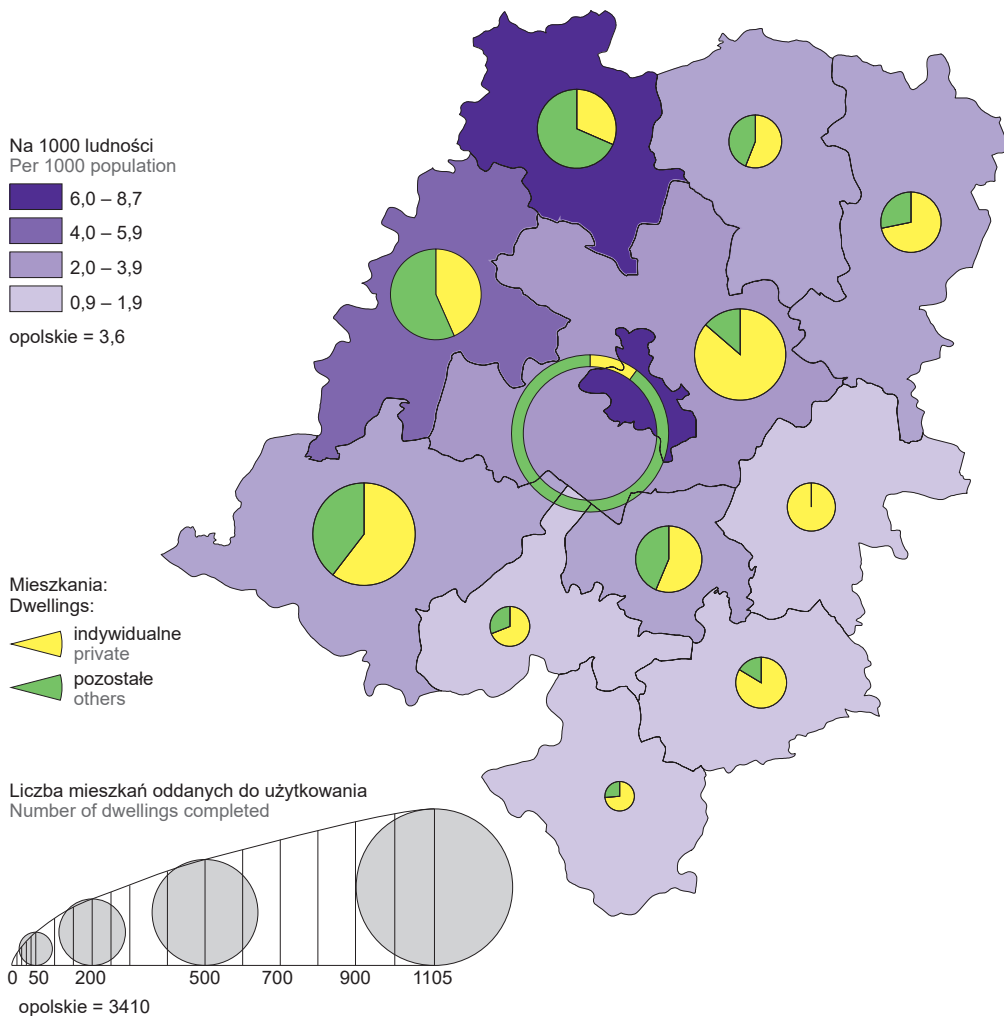 Na 1000 ludności
Per 1000 population
6,0 – 8,7
4,0 – 5,9
2,0 – 3,9
0,9 – 1,9
opolskie = 3,6
Mieszkania:
Dwellings:
indywidualne
private
pozostałe
others
Liczba mieszkań oddanych do użytkowania
Number of dwellings completed
0 50 200 500 700 900 1105
opolskie = 3410